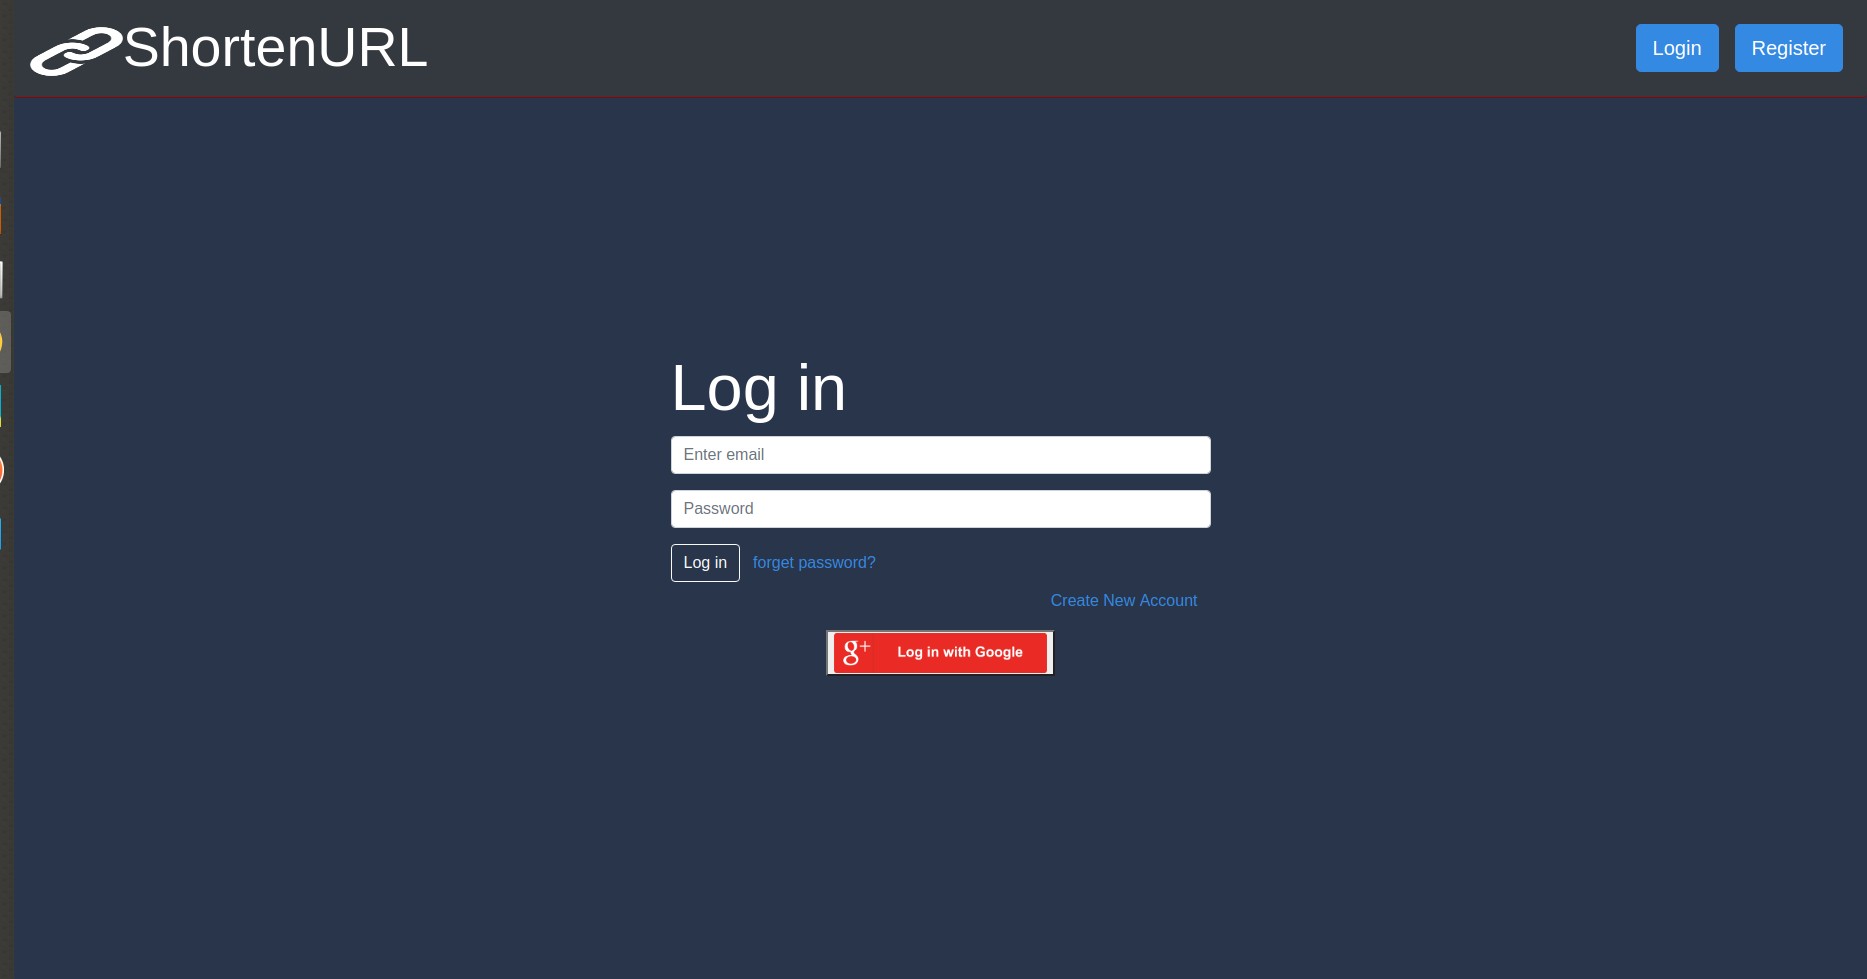 ShortenURL
Login
Register
Log in
Enter email
Password
Log in
forget password?
Create New Account
g+
Log in with Google